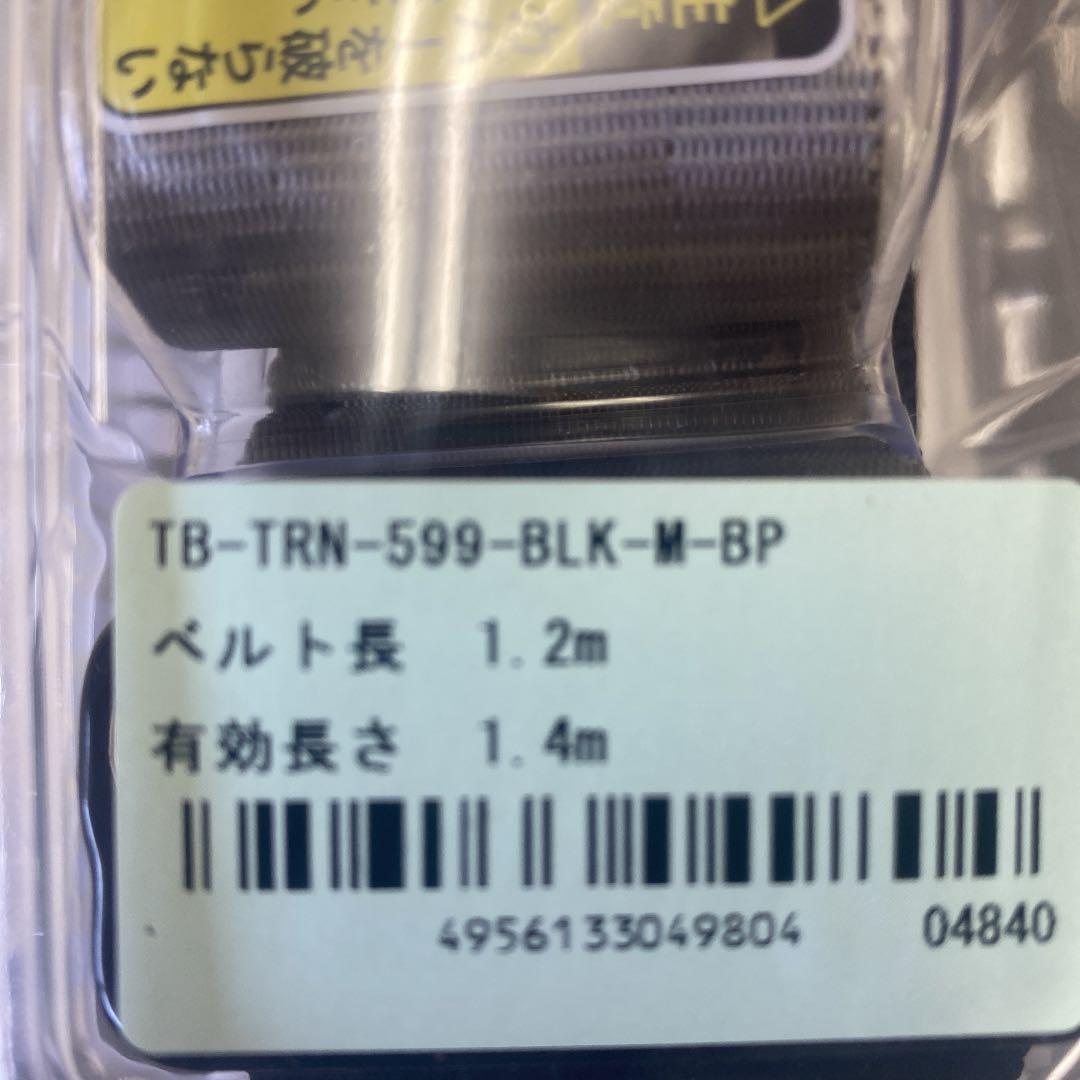 ーを破らない
TB-TRN-599-BLK-M-BP
ベルト長 1.2m
有効長さ 1.4m
4956133049804 04840